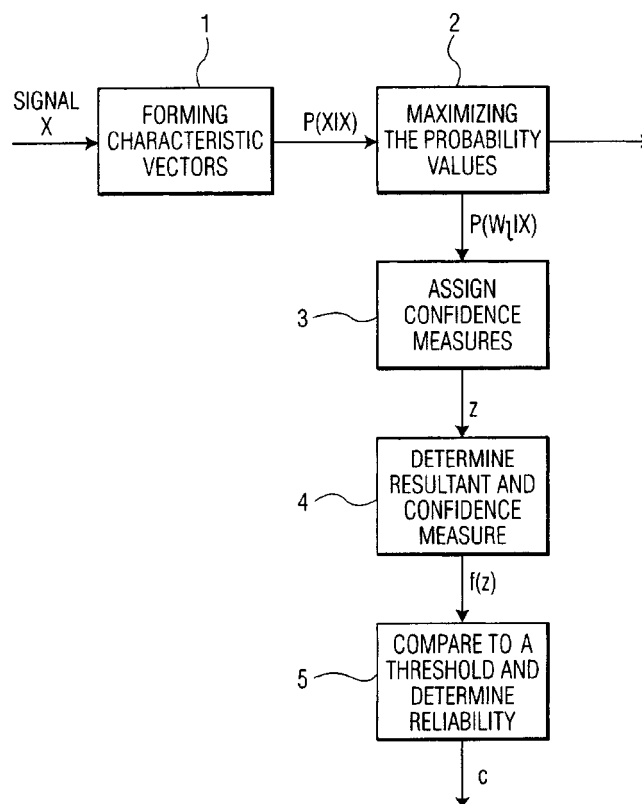 1
2
SIGNAL
X
FORMING
CHARACTERISTIC
VECTORS
P(XIX)
MAXIMIZING
THE PROBABILITY
VALUES
P(WlIX)
3
ASSIGN
CONFIDENCE
MEASURES
z
4
DETERMINE
RESULTANT AND
CONFIDENCE
MEASURE
f(z)
5
COMPARE TO A
THRESHOLD AND
DETERMINE
RELIABILITY
c